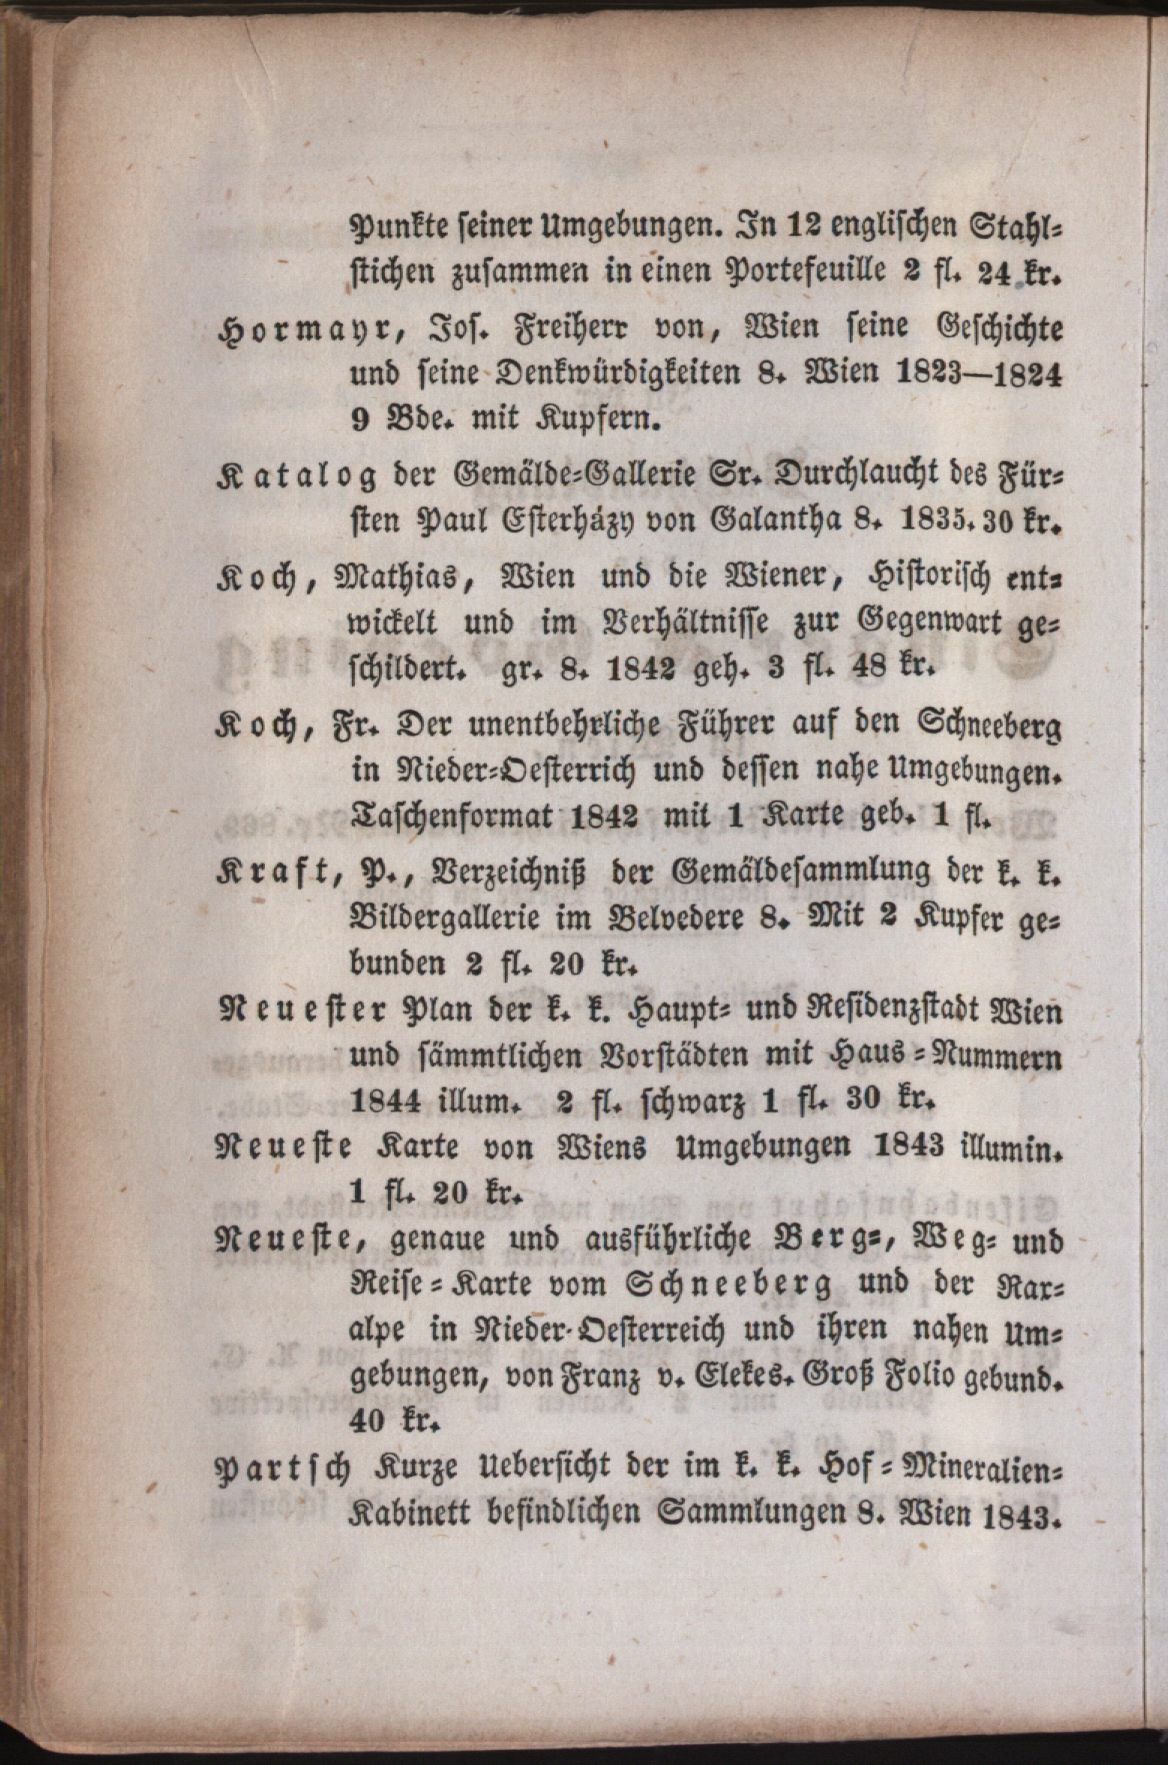 Punkte seiner Umgebungen. In 12 englischen Stahl-
stichen zusammen in einen Portefeuille 2 fl. 24 kr.
Hormayr, Jos. Freiherr von, Wien seine Geschichte
und seine Denkwürdigkeiten 8. Wien 1823—1824
9 Bde. mit Kupfern.
Katalog der Gemälde-Gallerie Sr. Durchlaucht des Für-
sten Paul Esterházy von Galantha 8. 1835. 30 kr.
Koch, Mathias, Wien und die Wiener, Historisch ent-
wickelt und im Verhältnisse zur Gegenwart ge-
schildert. gr. 8. 1842 geh. 3 fl. 48 kr.
Koch, Fr. Der unentbehrliche Führer auf den Schneeberg
in Nieder-Oesterrich und dessen nahe Umgebungen.
Taschenformat 1842 mit 1 Karte geb. 1 fl.
Kraft, P., Verzeichniß der Gemäldesammlung der k. k.
Bildergallerie im Belvedere 8. Mit 2 Kupfer ge-
bunden 2 fl. 20 kr.
Neuester Plan der k. k. Haupt- und Residenzstadt Wien
und sämmtlichen Vorstädten mit Haus-Nummern
1844 illum. 2 fl. schwarz 1 fl. 30 kr.
Neueste Karte von Wiens Umgebungen 1843 illumin.
1 fl. 20 kr.
Neueste, genaue und ausführliche Berg-, Weg- und
Reise-Karte vom Schneeberg und der Rax-
alpe in Nieder-Oesterreich und ihren nahen Um-
gebungen, von Franz v. Elekes. Groß Folio gebund.
40 kr.
Partsch Kurze Uebersicht der im k. k. Hof-Mineralien-
Kabinett befindlichen Sammlungen 8. Wien 1843.